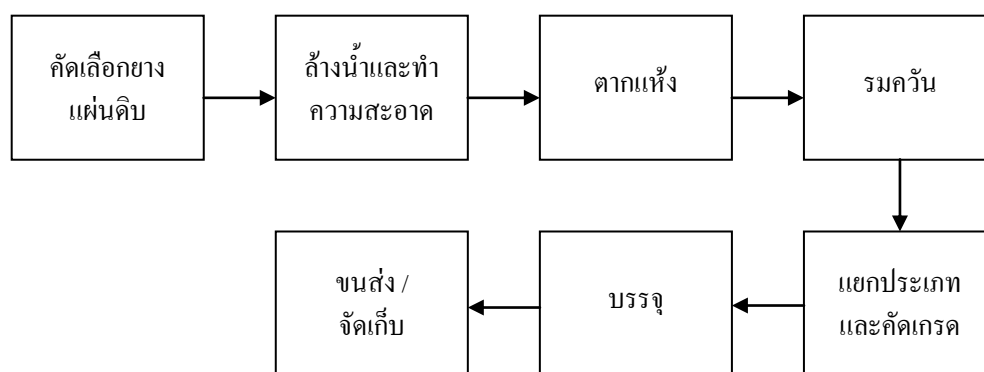 คัดเลือกยาง
แผ่นดิบ
ล้างน้ำและทำ
ความสะอาด
ตากแห้ง
รมควัน
แยกประเภท
และคัดเกรด
บรรจุ
ขนส่ง /
จัดเก็บ